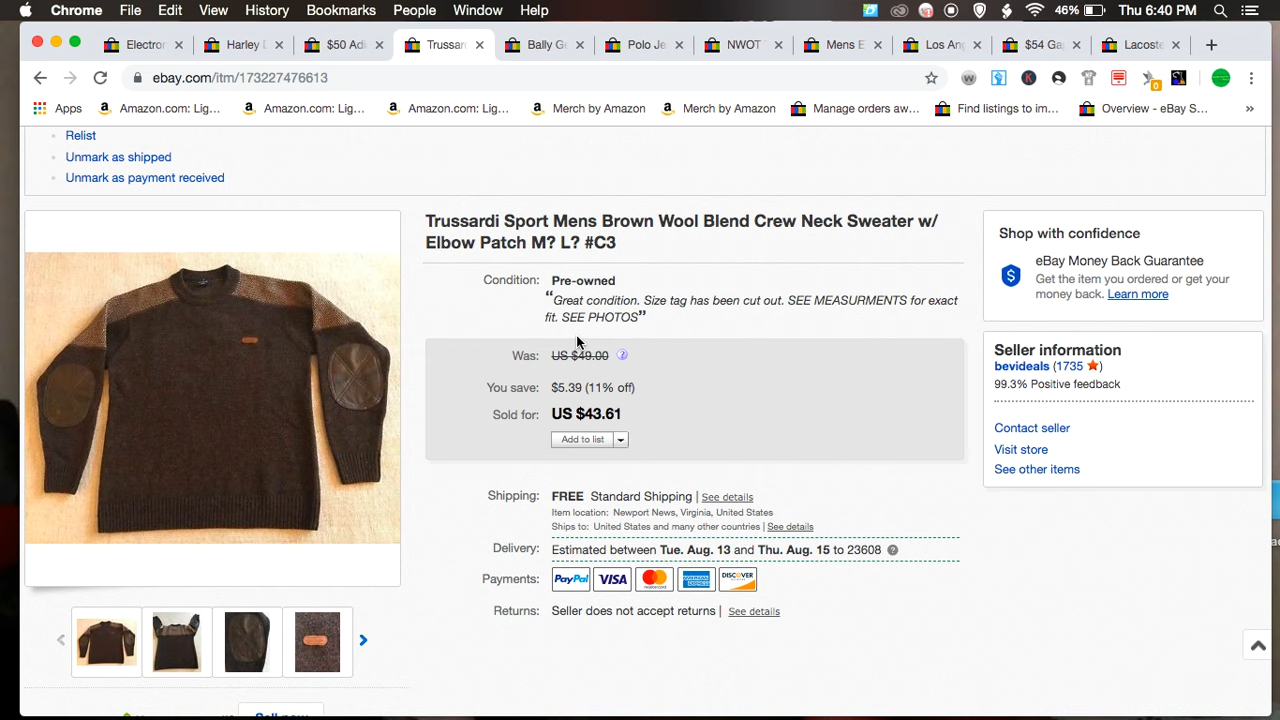 Chrome File Edit View History Bookmarks People Window Help 46% Thu 6:40 PM
Electron Harley D $50 Adi Trussar Bally Go Polo Je NWOT Mens E Los Ang $54 Ga Lacoste
ebay.com/itm/173227476613
Apps Amazon.com: Lig... Amazon.com: Lig... Amazon.com: Lig... Merch by Amazon Merch by Amazon Manage orders aw... Find listings to im... Overview - eBay S... »
Relist
Unmark as shipped
Unmark as payment received
Trussardi Sport Mens Brown Wool Blend Crew Neck Sweater w/
Elbow Patch M? L? #C3
Condition: Pre-owned
“Great condition. Size tag has been cut out. SEE MEASURMENTS for exact
fit. SEE PHOTOS”
Was: US $49.00 ?
You save: $5.39 (11% off)
Sold for: US $43.61
Add to list
Shipping: FREE Standard Shipping | See details
Item location: Newport News, Virginia, United States
Ships to: United States and many other countries | See details
Delivery: Estimated between Tue. Aug. 13 and Thu. Aug. 15 to 23608 ?
Payments: PayPal VISA MasterCard DISCOVER
Returns: Seller does not accept returns | See details
Shop with confidence
eBay Money Back Guarantee
Get the item you ordered or get your
money back. Learn more
Seller information
bevideals (1735 ★)
99.3% Positive feedback
Contact seller
Visit store
See other items
Sell now